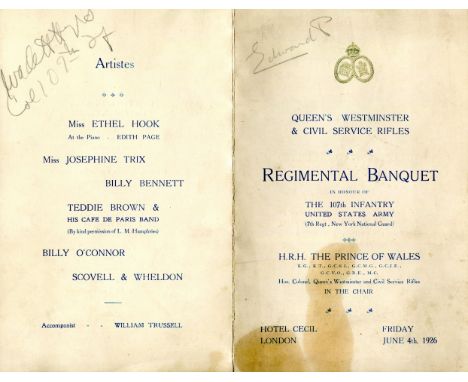 Col 107th
Artistes
Miss ETHEL HOOK
At the Piano - EDITH PAGE
Miss JOSEPHINE TRIX
BILLY BENNETT
TEDDIE BROWN &
HIS CAFE DE PARIS BAND
(By kind permission of L. M. Humphries)
BILLY O'CONNOR
SCOVELL & WHELDON
Accompanist - - WILLIAM TRUSSELL
Edward P
QUEEN'S WESTMINSTER
& CIVIL SERVICE RIFLES
REGIMENTAL BANQUET
IN HONOUR OF
THE 107th INFANTRY
UNITED STATES ARMY
(7th Regt., New York National Guard)
H.R.H. THE PRINCE OF WALES
K.G., K.T., G.C.S.I., G.C.M.G., G.C.I.E.,
G.C.V.O., G.B.E., M.C.
Hon. Colonel, Queen's Westminster and Civil Service Rifles
IN THE CHAIR
HOTEL CECIL
LONDON
FRIDAY
JUNE 4th, 1926